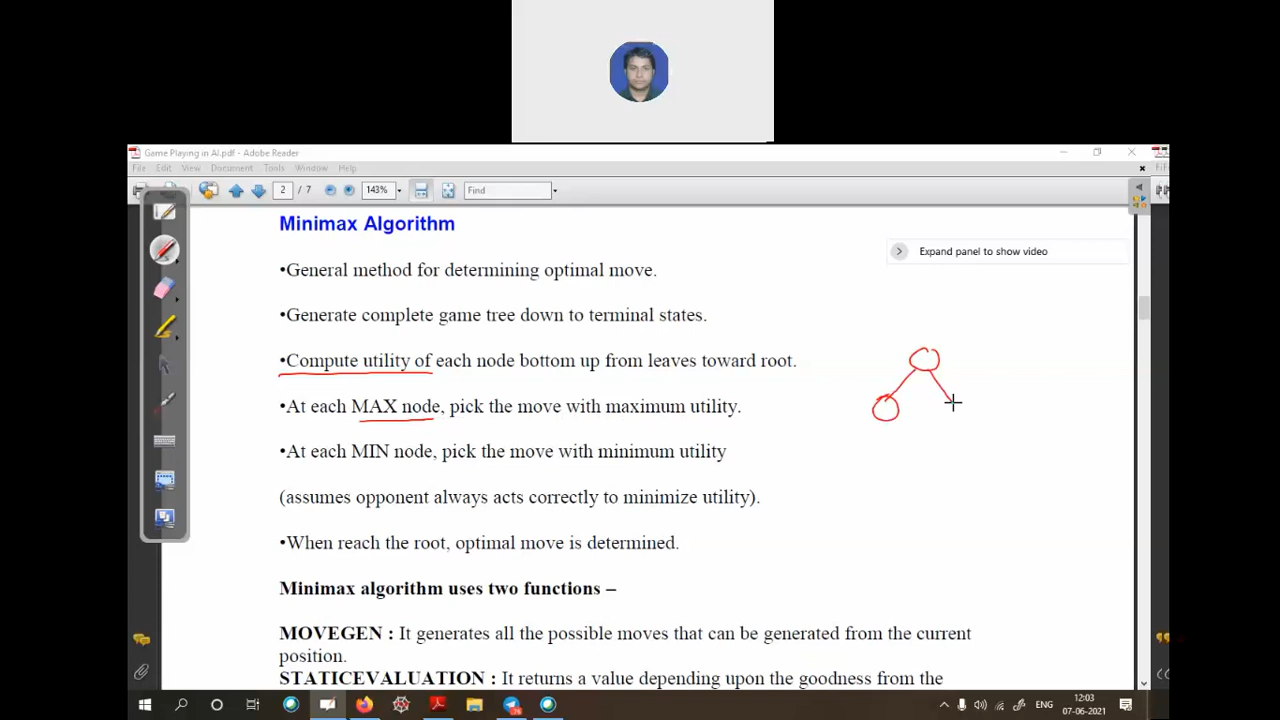 Game Playing in AI.pdf - Adobe Reader
File Edit View Document Tools Window Help
2 / 7 143% Find
Minimax Algorithm
Expand panel to show video
•General method for determining optimal move.
•Generate complete game tree down to terminal states.
•Compute utility of each node bottom up from leaves toward root.
•At each MAX node, pick the move with maximum utility.
•At each MIN node, pick the move with minimum utility
(assumes opponent always acts correctly to minimize utility).
•When reach the root, optimal move is determined.
Minimax algorithm uses two functions –
MOVEGEN : It generates all the possible moves that can be generated from the current
position.
STATICEVALUATION : It returns a value depending upon the goodness from the
ENG
12:03
07-06-2021